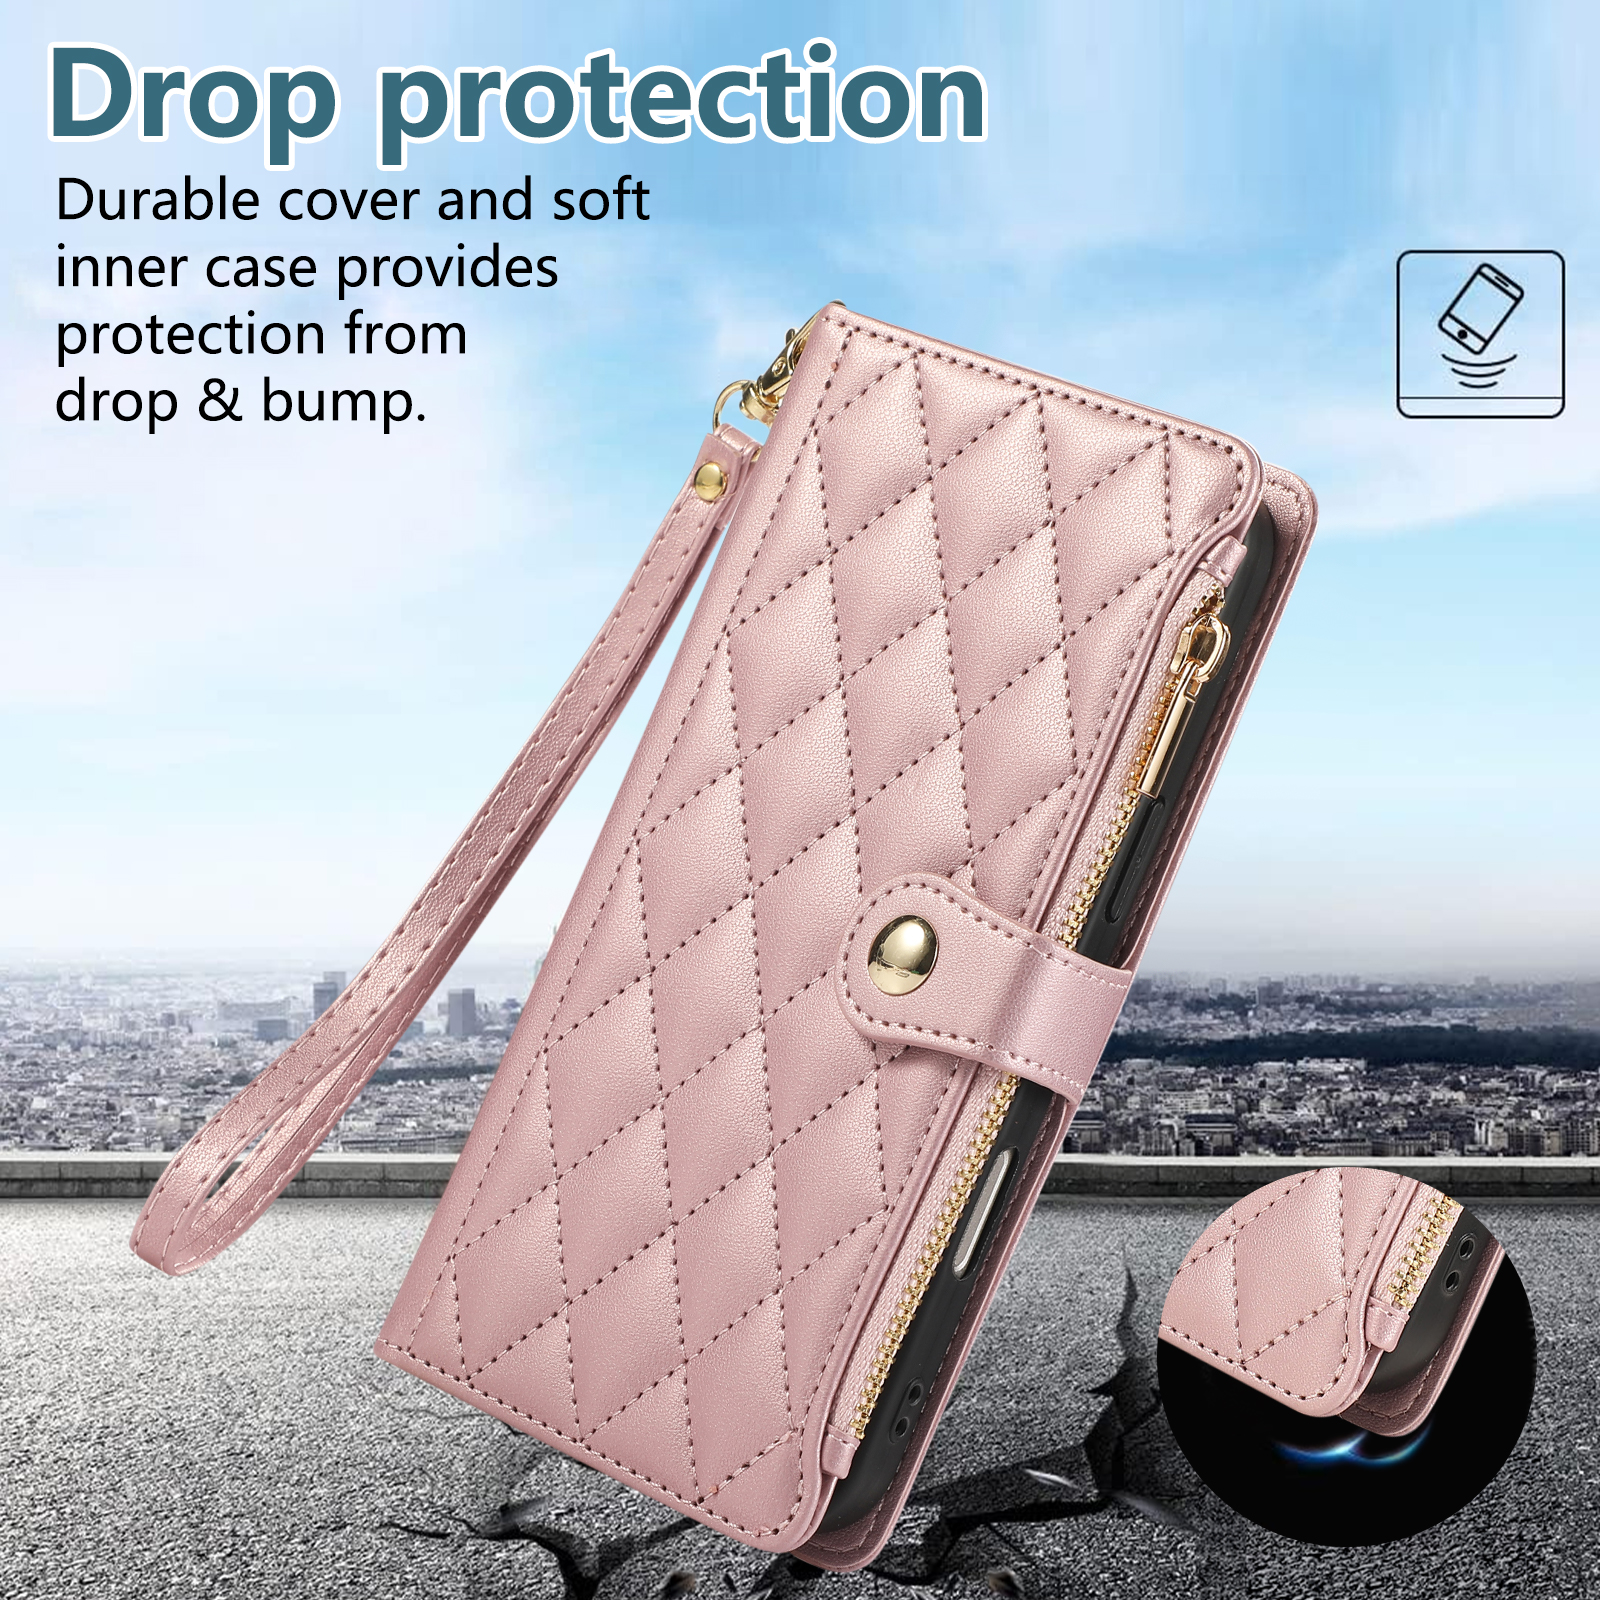 Drop protection
Durable cover and soft
inner case provides
protection from
drop & bump.